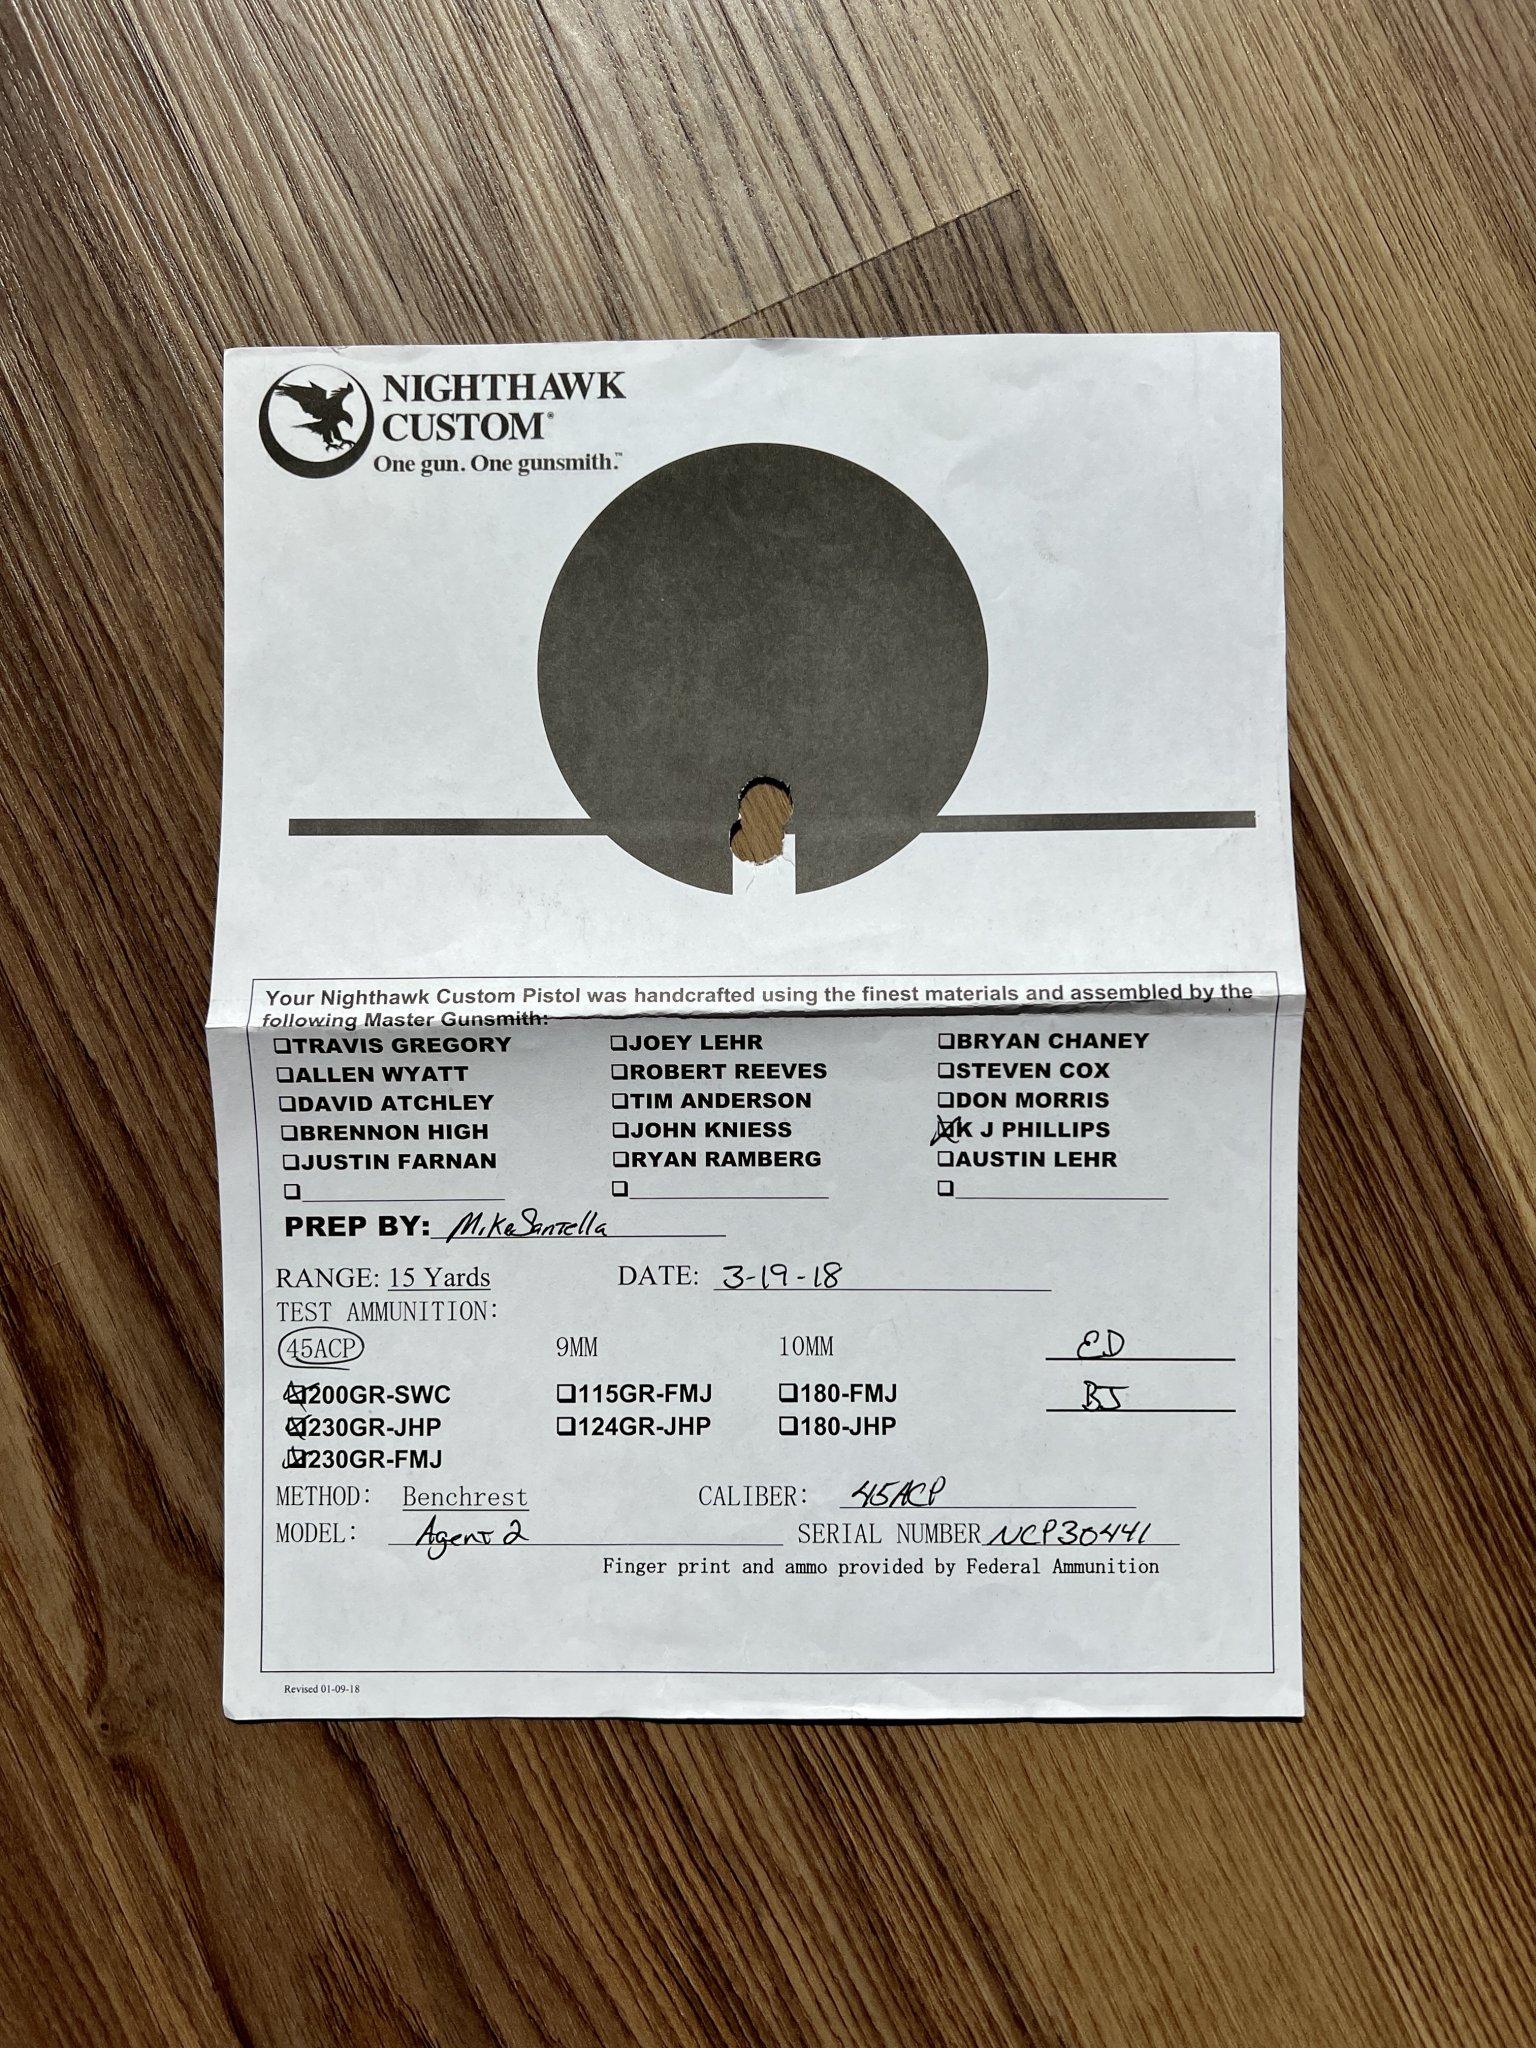 NIGHTHAWK
CUSTOM®
One gun. One gunsmith.™
Your Nighthawk Custom Pistol was handcrafted using the finest materials and assembled by the
following Master Gunsmith:
❑TRAVIS GREGORY ❑JOEY LEHR ❑BRYAN CHANEY
❑ALLEN WYATT ❑ROBERT REEVES ❑STEVEN COX
❑DAVID ATCHLEY ❑TIM ANDERSON ❑DON MORRIS
❑BRENNON HIGH ❑JOHN KNIESS ☒K J PHILLIPS
❑JUSTIN FARNAN ❑RYAN RAMBERG ❑AUSTIN LEHR
❑ ❑ ❑
PREP BY: Mike Santella
RANGE: 15 Yards DATE: 3-19-18
TEST AMMUNITION:
45ACP 9MM 10MM ED
☒200GR-SWC ❑115GR-FMJ ❑180-FMJ BJ
☒230GR-JHP ❑124GR-JHP ❑180-JHP
☒230GR-FMJ
METHOD: Benchrest CALIBER: 45ACP
MODEL: Agent 2 SERIAL NUMBER NCP30441
Finger print and ammo provided by Federal Ammunition
Revised 01-09-18